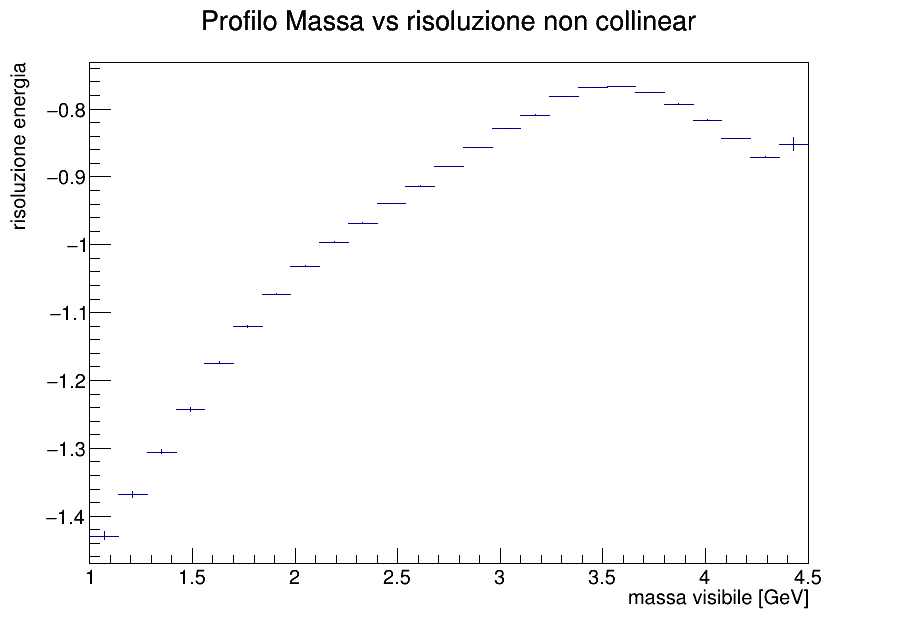 Profilo Massa vs risoluzione non collinear
risoluzione energia
−0.8
−0.9
−1
−1.1
−1.2
−1.3
−1.4
1 1.5 2 2.5 3 3.5 4 4.5
massa visibile [GeV]